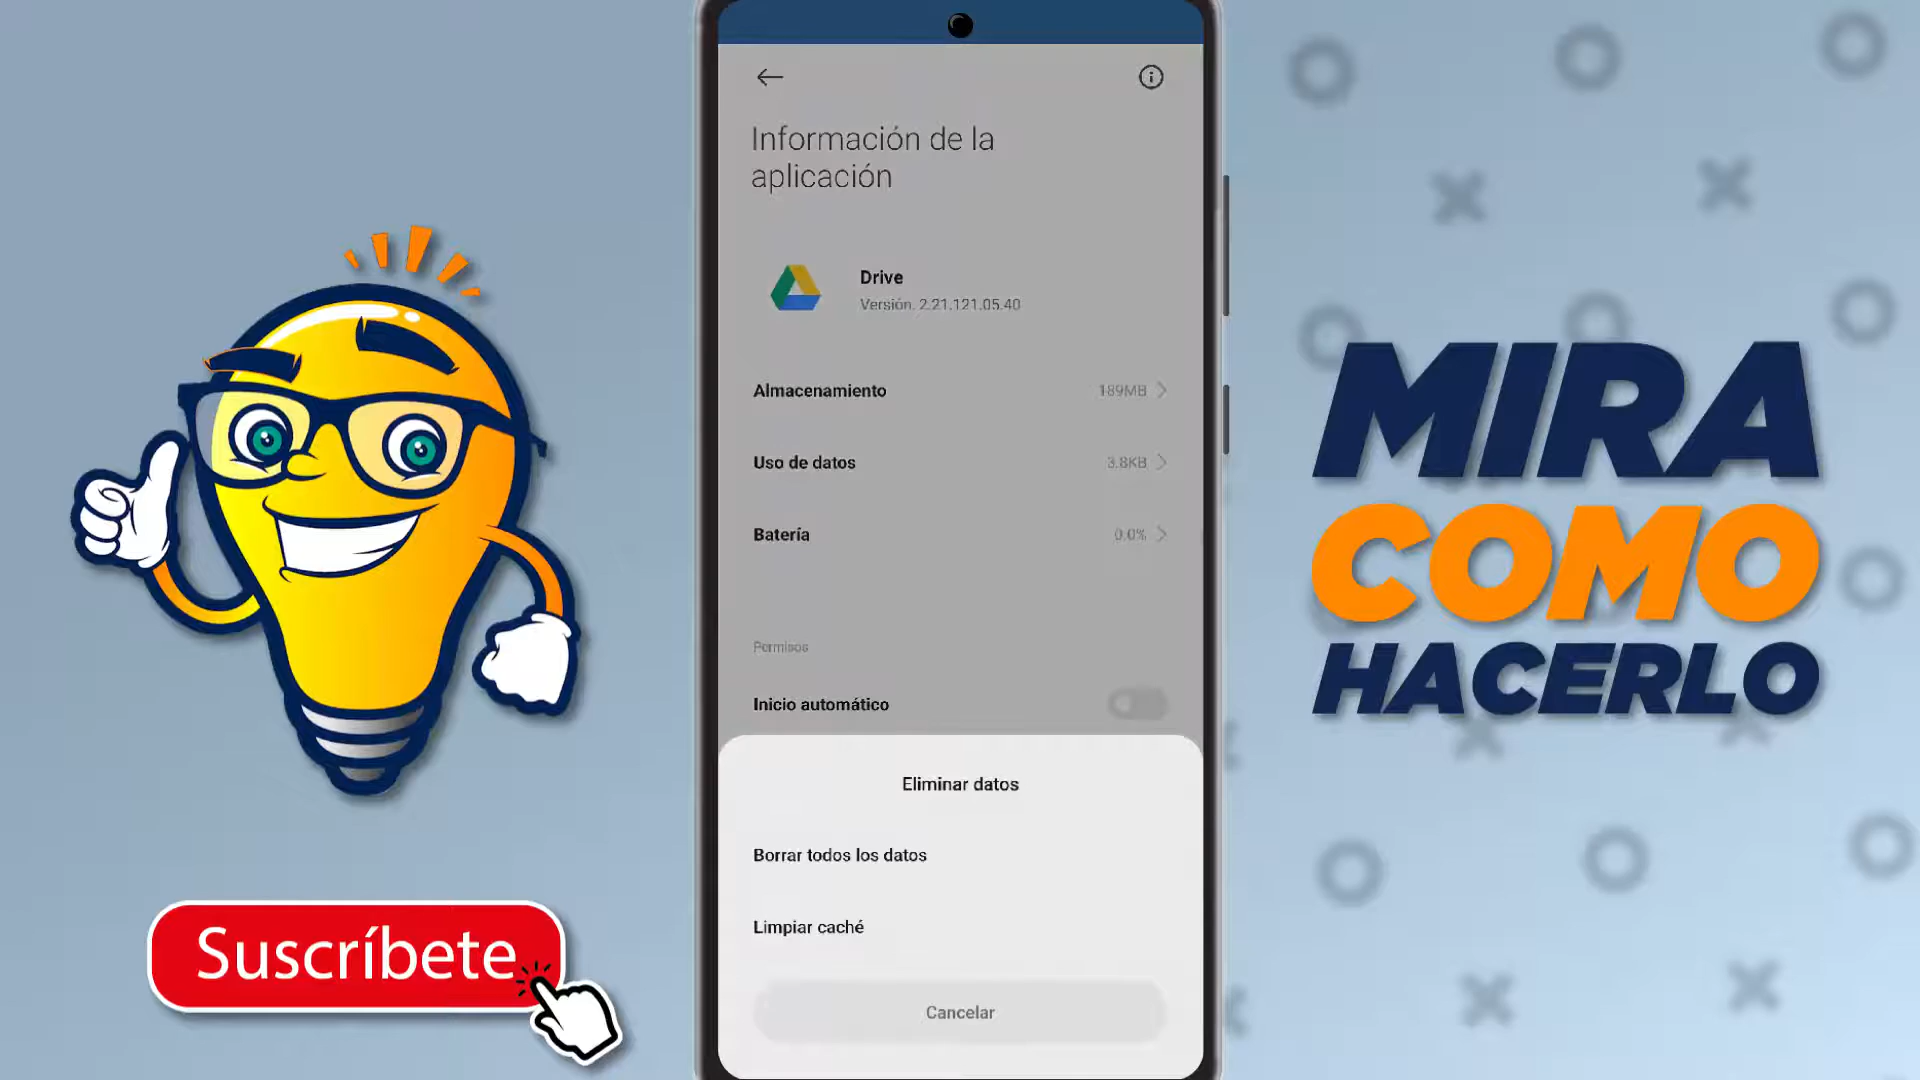 Información de la
aplicación
Drive
Versión. 2.21.121.05.40
Almacenamiento 189MB
Uso de datos 3.8KB
Batería 0.0%
Permisos
Inicio automático
Eliminar datos
Borrar todos los datos
Limpiar caché
Cancelar
Suscríbete
MIRA
COMO
HACERLO